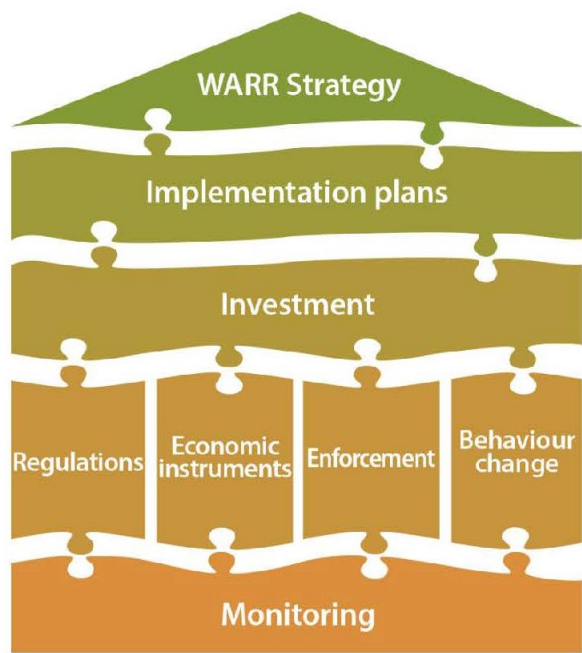 WARR Strategy
Implementation plans
Investment
Regulations
Economic
instruments
Enforcement
Behaviour
change
Monitoring